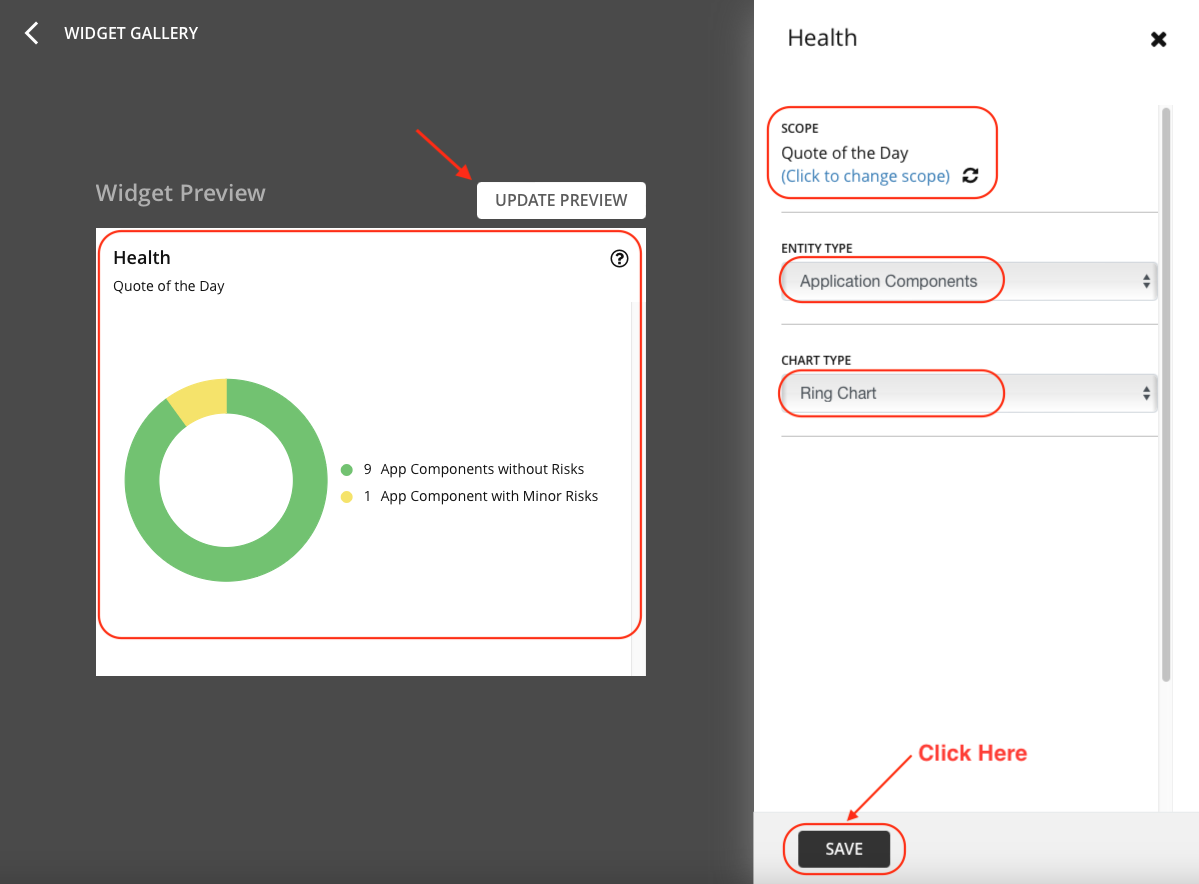 WIDGET GALLERY
Widget Preview
UPDATE PREVIEW
Health
Quote of the Day
9 App Components without Risks
1 App Component with Minor Risks
Health
SCOPE
Quote of the Day
(Click to change scope)
ENTITY TYPE
Application Components
CHART TYPE
Ring Chart
Click Here
SAVE